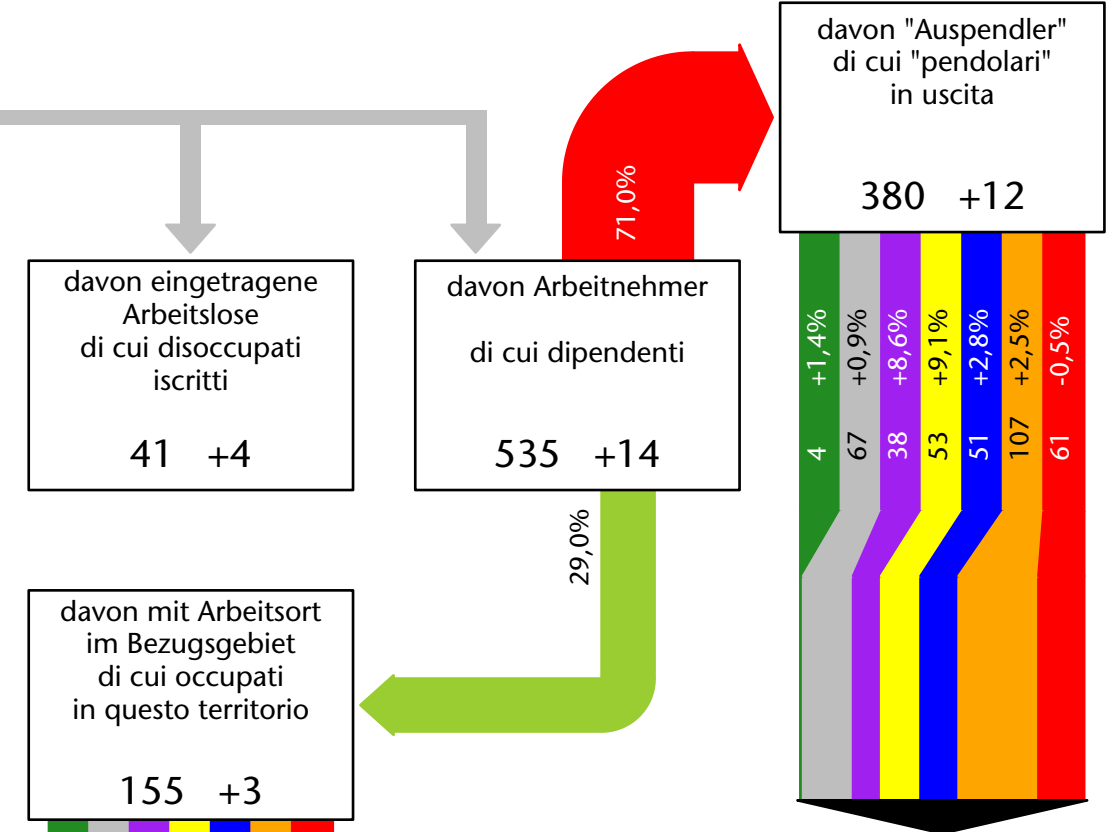 davon "Auspendler"
di cui "pendolari"
in uscita
380 +12
71,0%
davon eingetragene
Arbeitslose
di cui disoccupati
iscritti
41 +4
davon Arbeitnehmer
di cui dipendenti
535 +14
4 +1,4%
67 +0,9%
38 +8,6%
53 +9,1%
51 +2,8%
107 +2,5%
61 -0,5%
29,0%
davon mit Arbeitsort
im Bezugsgebiet
di cui occupati
in questo territorio
155 +3